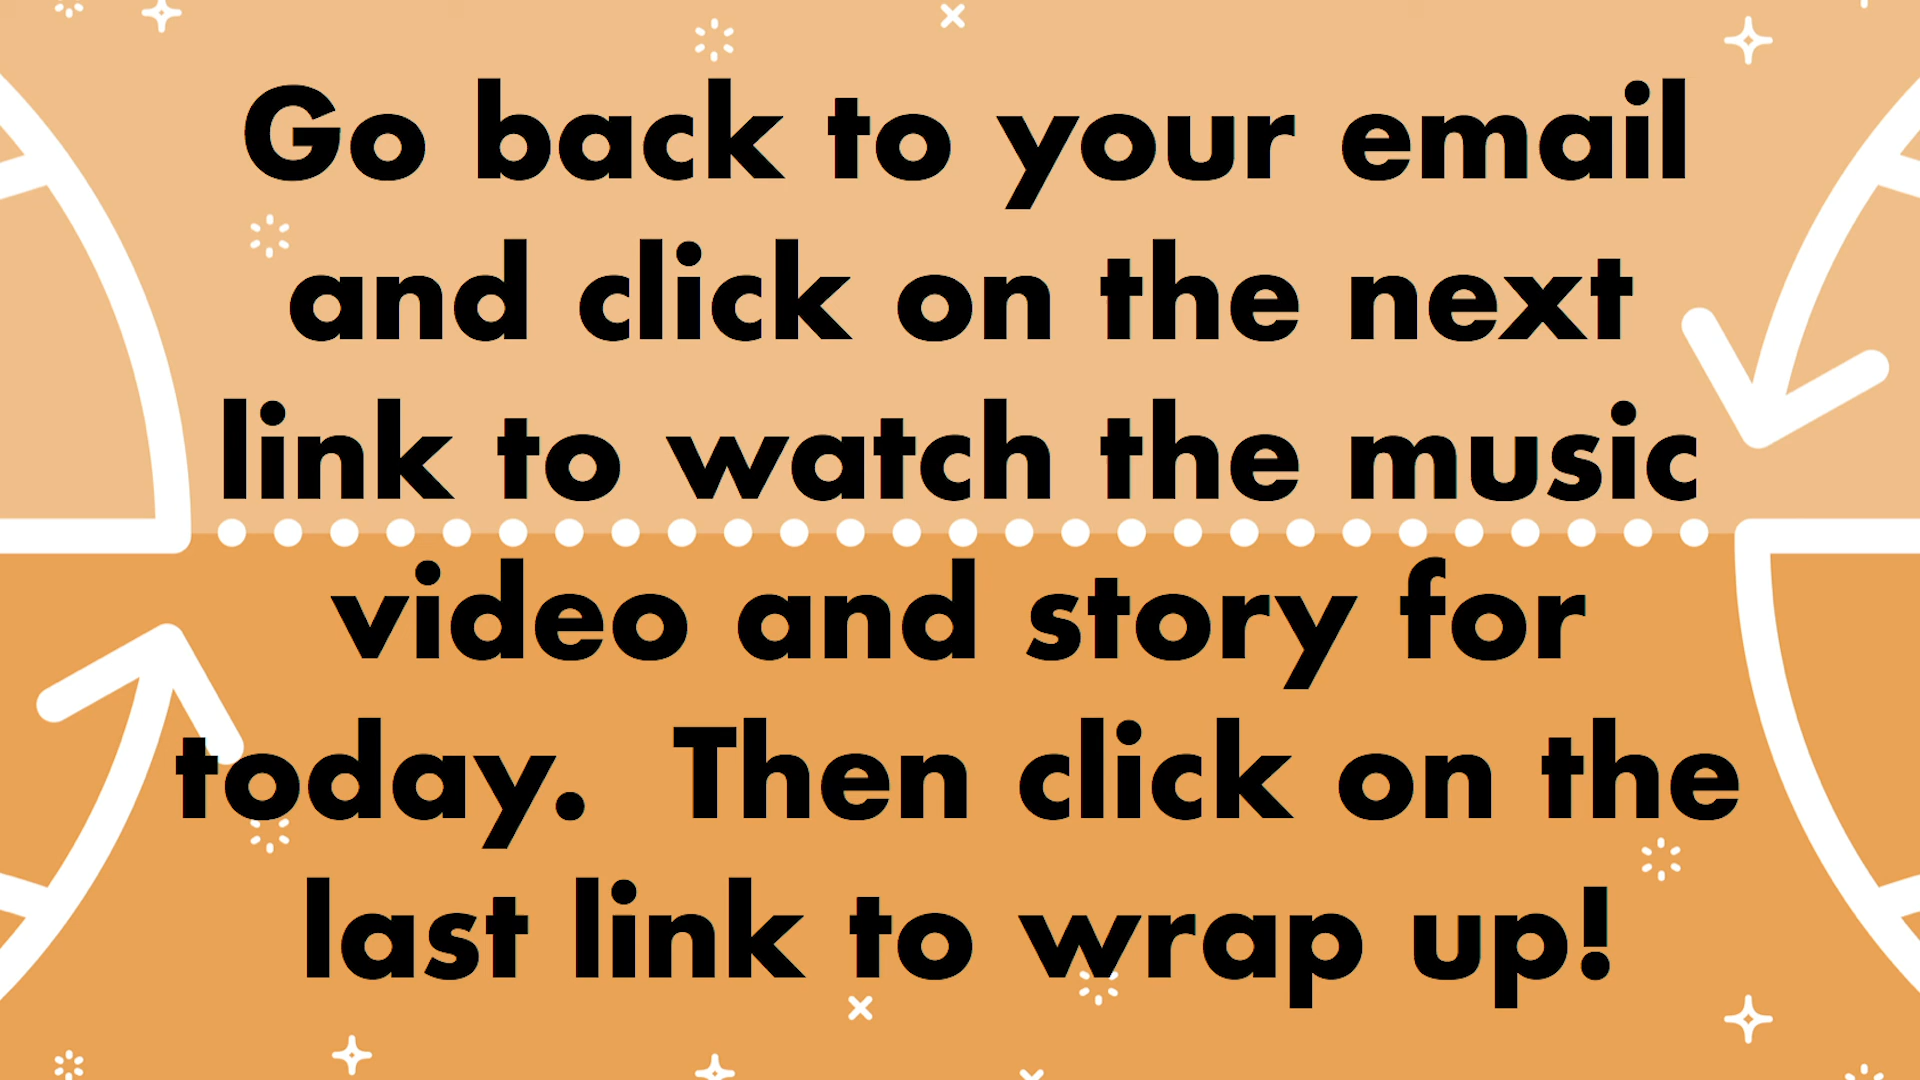 Go back to your email
and click on the next
link to watch the music
video and story for
today.  Then click on the
last link to wrap up!